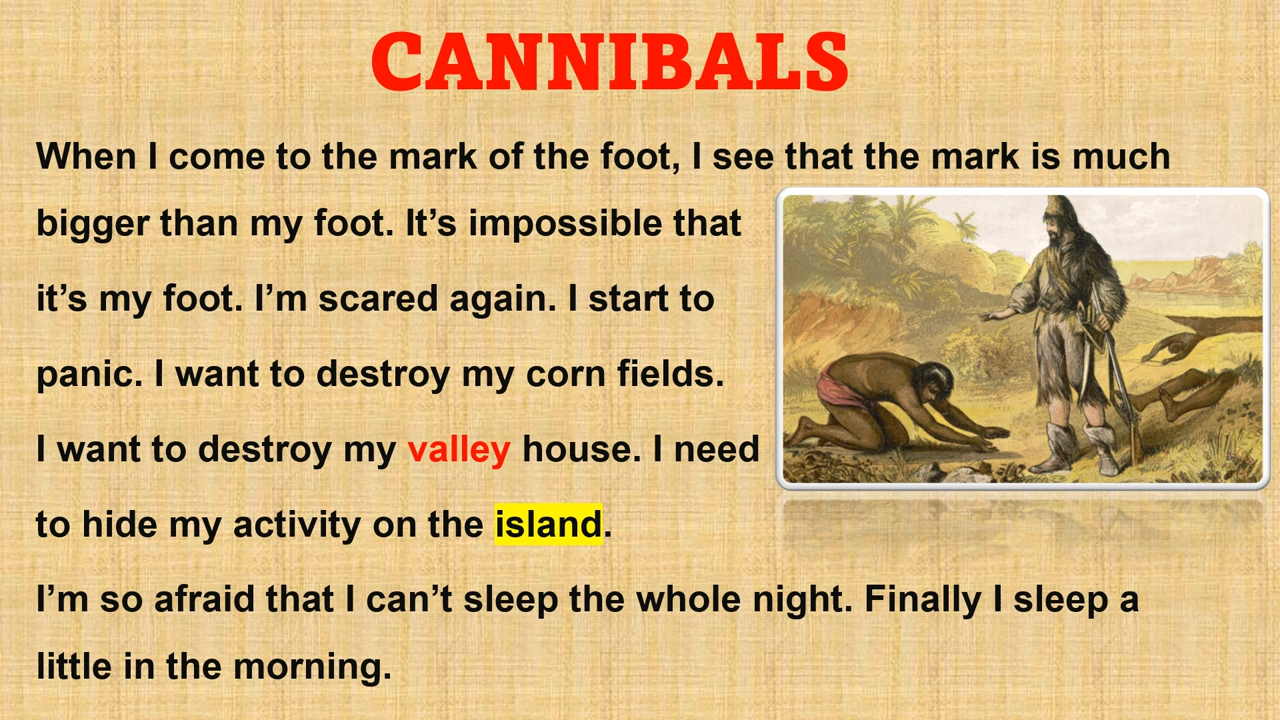 CANNIBALS
When I come to the mark of the foot, I see that the mark is much
bigger than my foot. It’s impossible that
it’s my foot. I’m scared again. I start to
panic. I want to destroy my corn fields.
I want to destroy my valley house. I need
to hide my activity on the island.
I’m so afraid that I can’t sleep the whole night. Finally I sleep a
little in the morning.